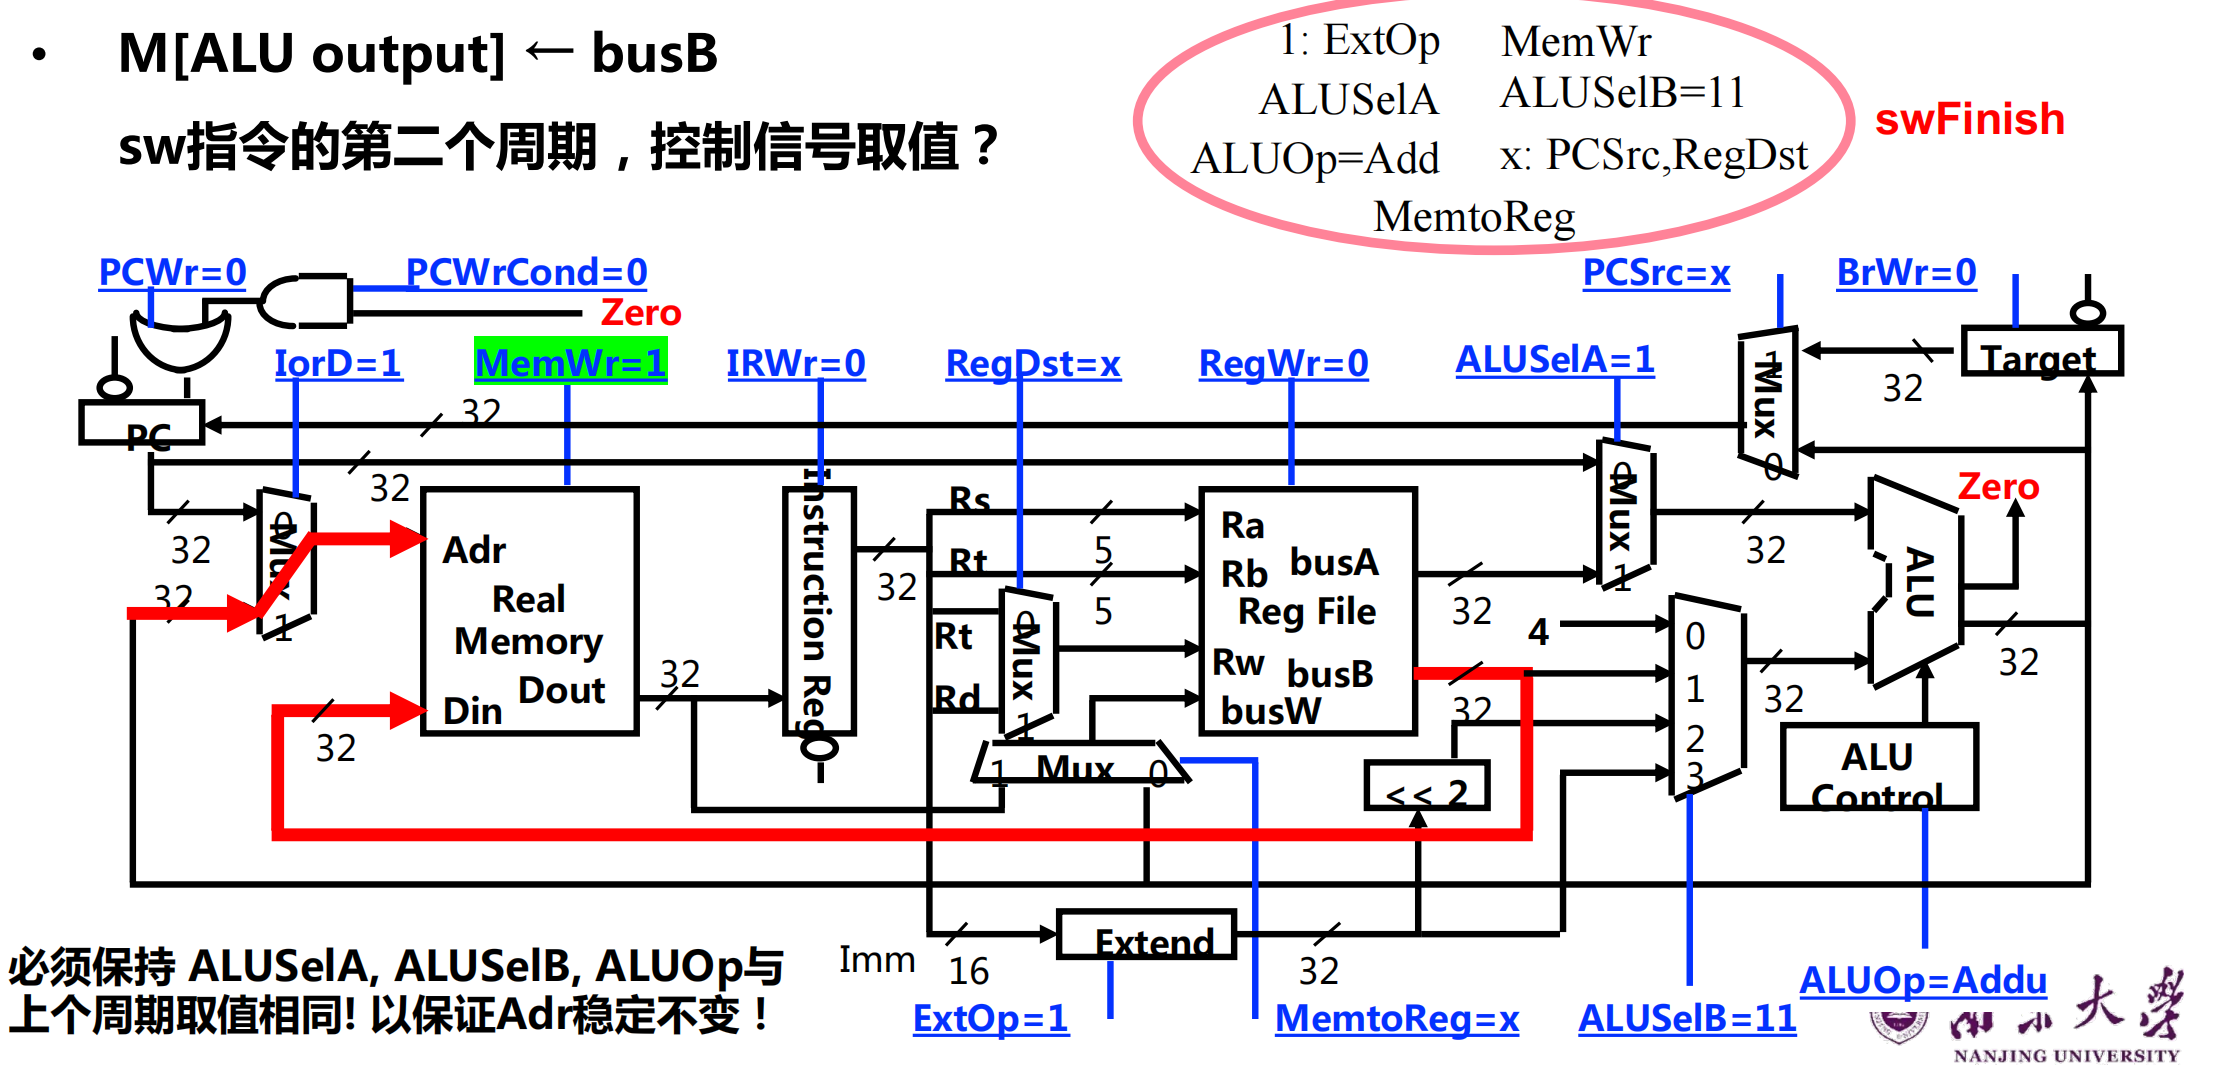 • M[ALU output] ← busB
sw指令的第二个周期，控制信号取值？
1: ExtOp MemWr
ALUSelA ALUSelB=11
ALUOp=Add x: PCSrc,RegDst
MemtoReg
swFinish
PCWr=0 PCWrCond=0 PCSrc=x BrWr=0
Zero
IorD=1 MemWr=1 IRWr=0 RegDst=x RegWr=0 ALUSelA=1
Target
32
1
Mux
0
PC
32
32
0
Mux
1
32
32
Adr
Real
Memory
Dout
Din
32
32
Instruction Reg
32
Rs
Rt
Rt
Rd
5
5
0
Mux
1
Ra
Rb
busA
Reg File
Rw
busB
busW
32
32
1 Mux 0
0
Mux
1
4
0
1
2
3
<< 2
32
32
ALU
Zero
32
ALU
Control
Imm 16
Extend
32
必须保持 ALUSelA, ALUSelB, ALUOp与
上个周期取值相同! 以保证Adr稳定不变！
ExtOp=1 MemtoReg=x ALUSelB=11 ALUOp=Addu
南京大學
NANJING UNIVERSITY